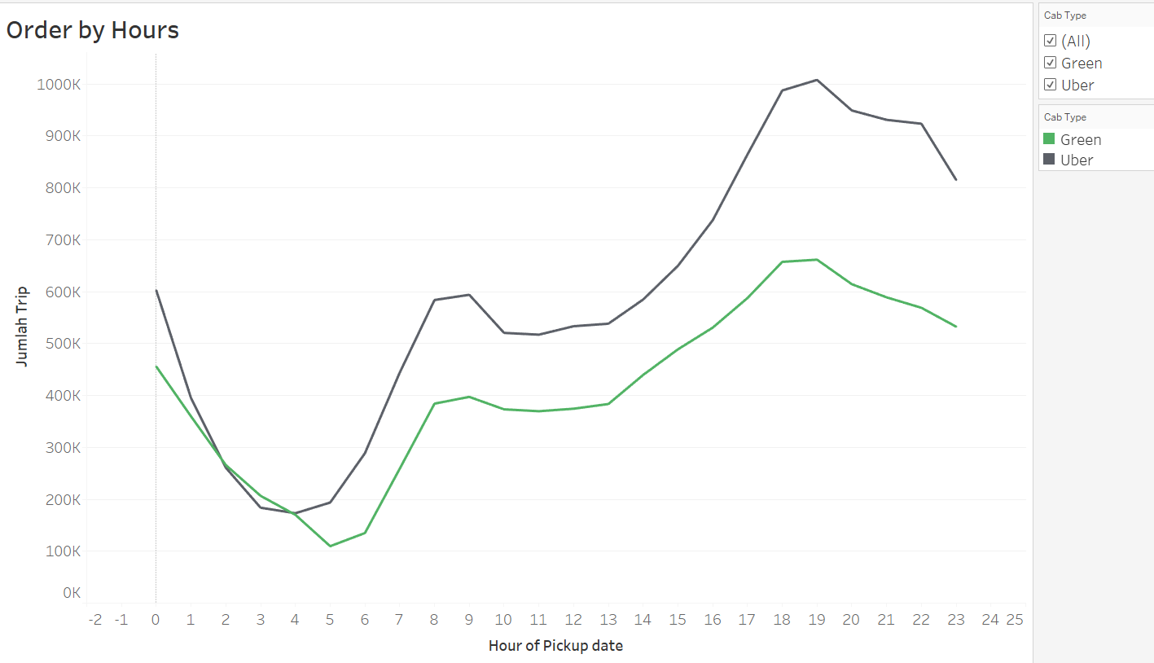 Order by Hours
Cab Type
(All)
Green
Uber
Cab Type
Green
Uber
Jumlah Trip
1000K
900K
800K
700K
600K
500K
400K
300K
200K
100K
0K
-2 -1 0 1 2 3 4 5 6 7 8 9 10 11 12 13 14 15 16 17 18 19 20 21 22 23 24 25
Hour of Pickup date